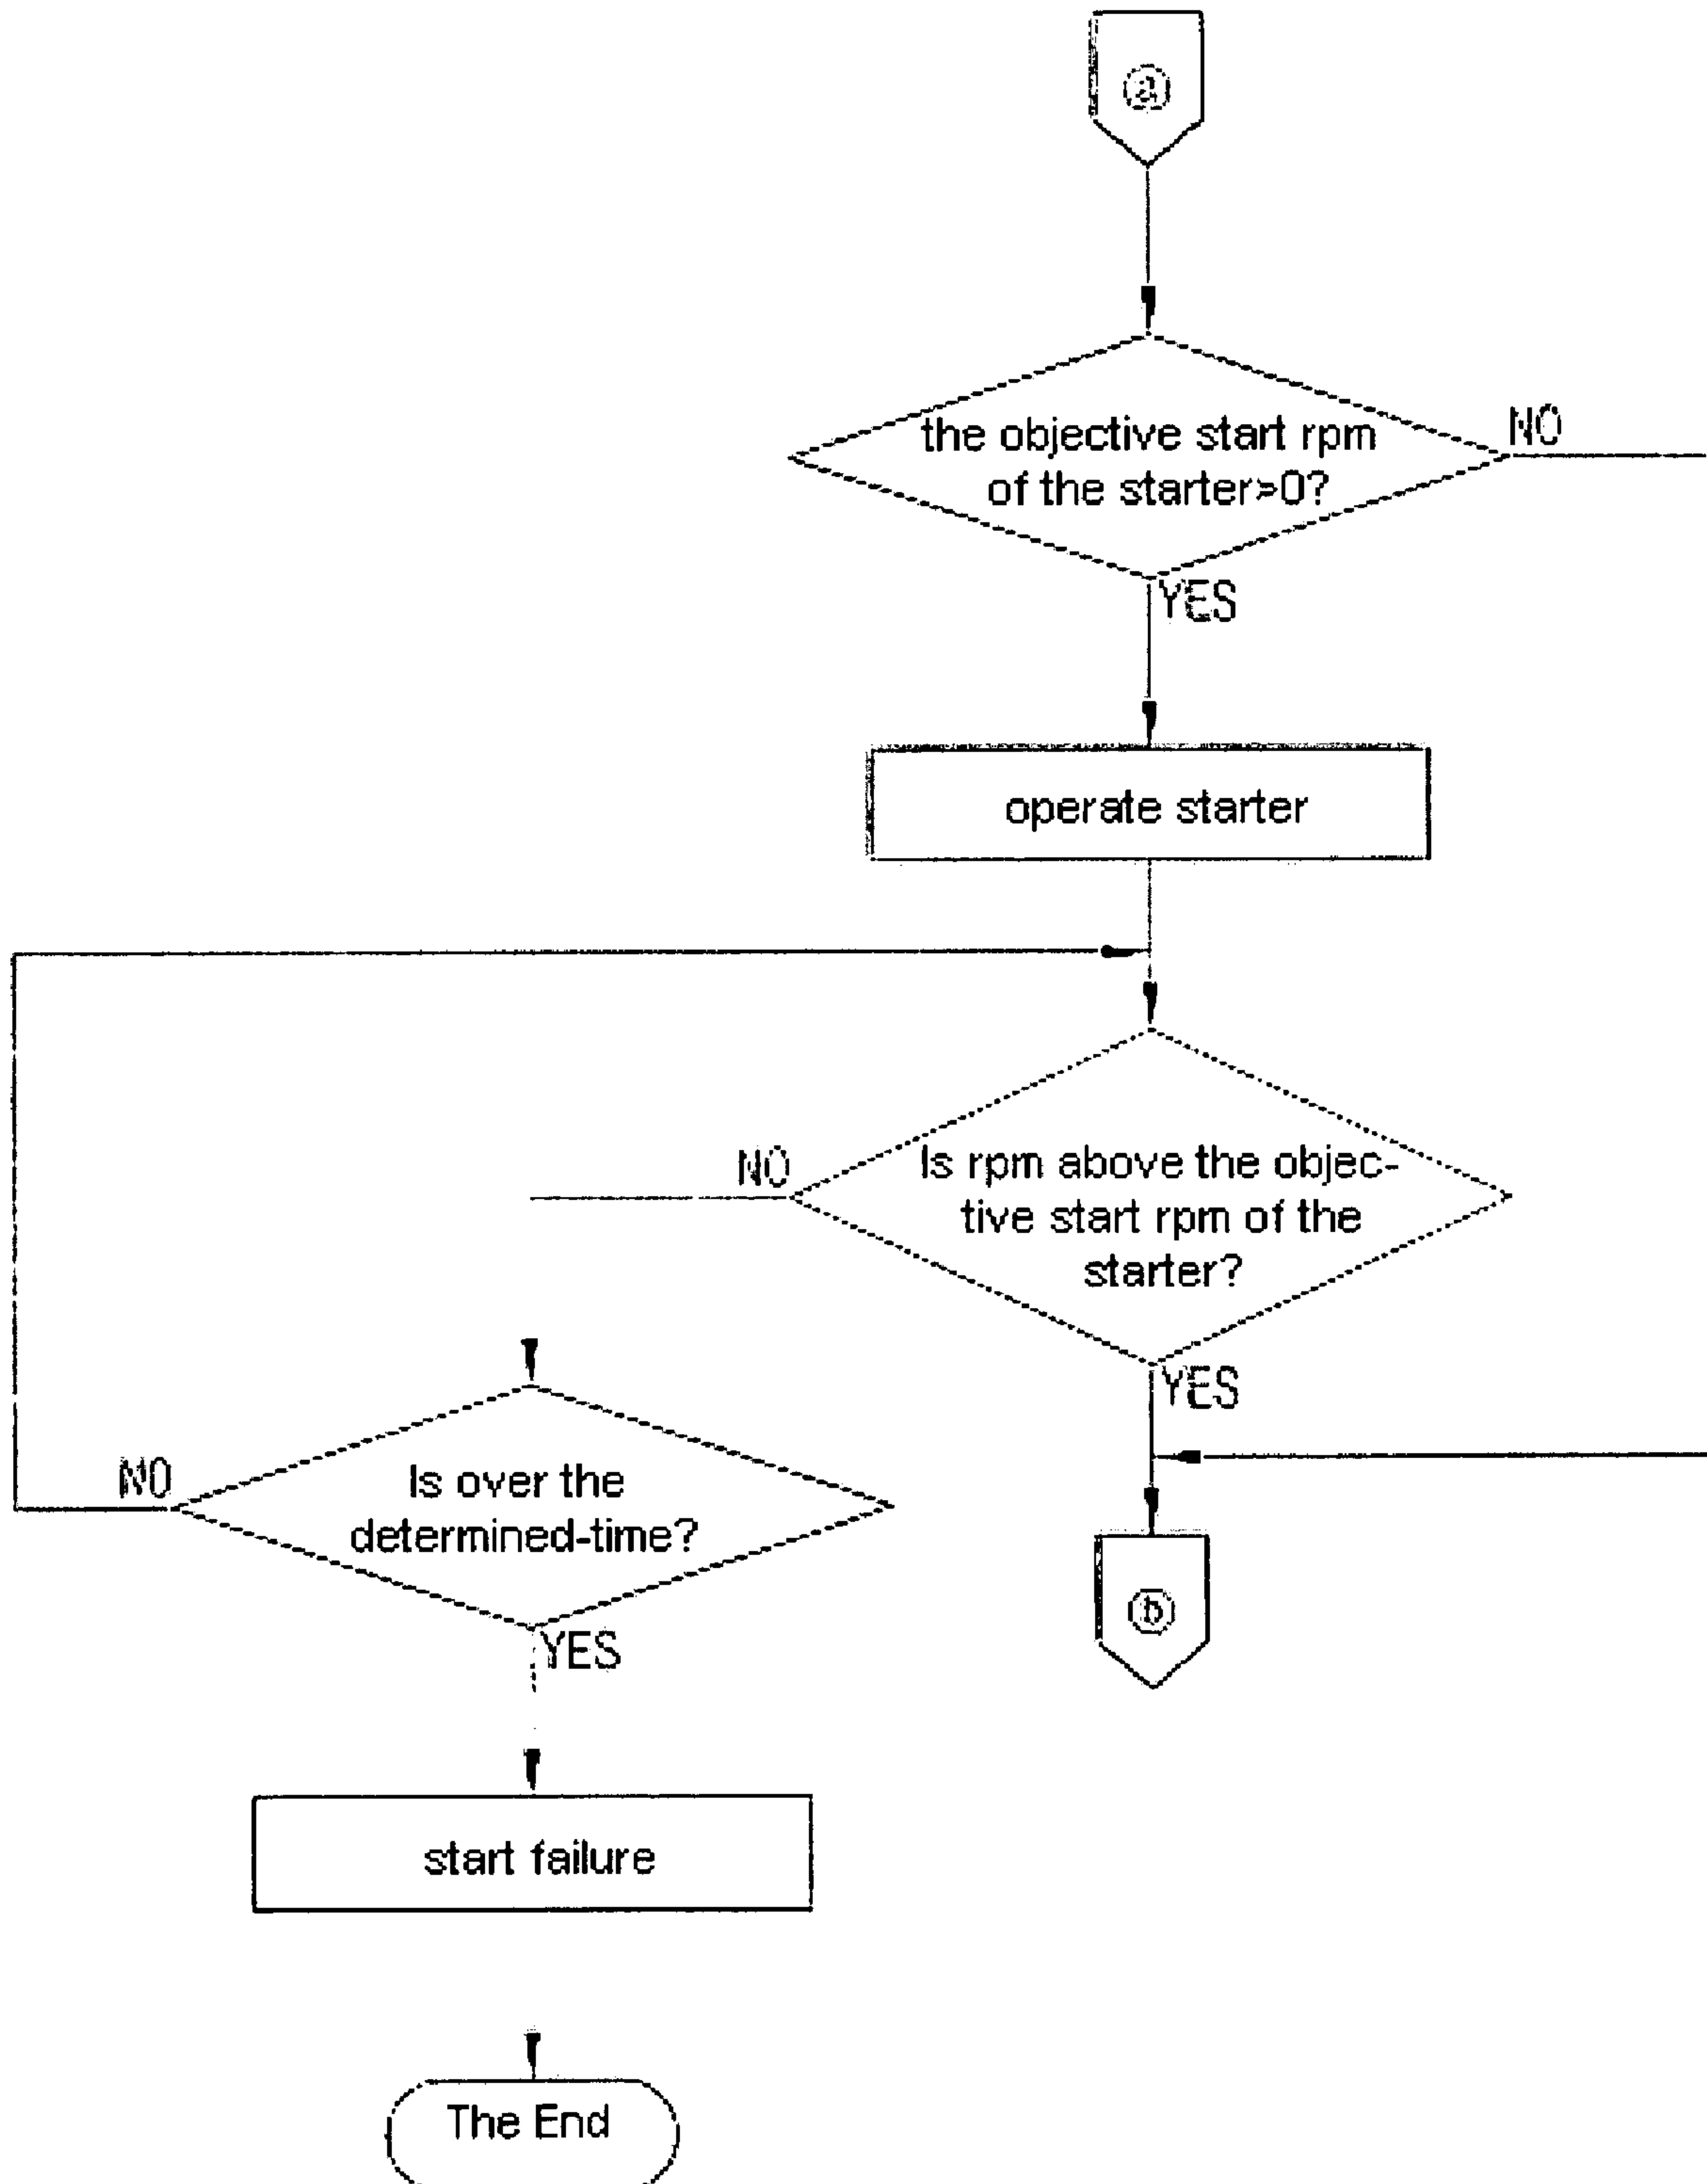 ⓐ
the objective start rpm
of the starter>0?
NO
YES
operate starter
Is rpm above the objec-
tive start rpm of the
starter?
NO
YES
Is over the
determined-time?
NO
YES
ⓑ
start failure
The End